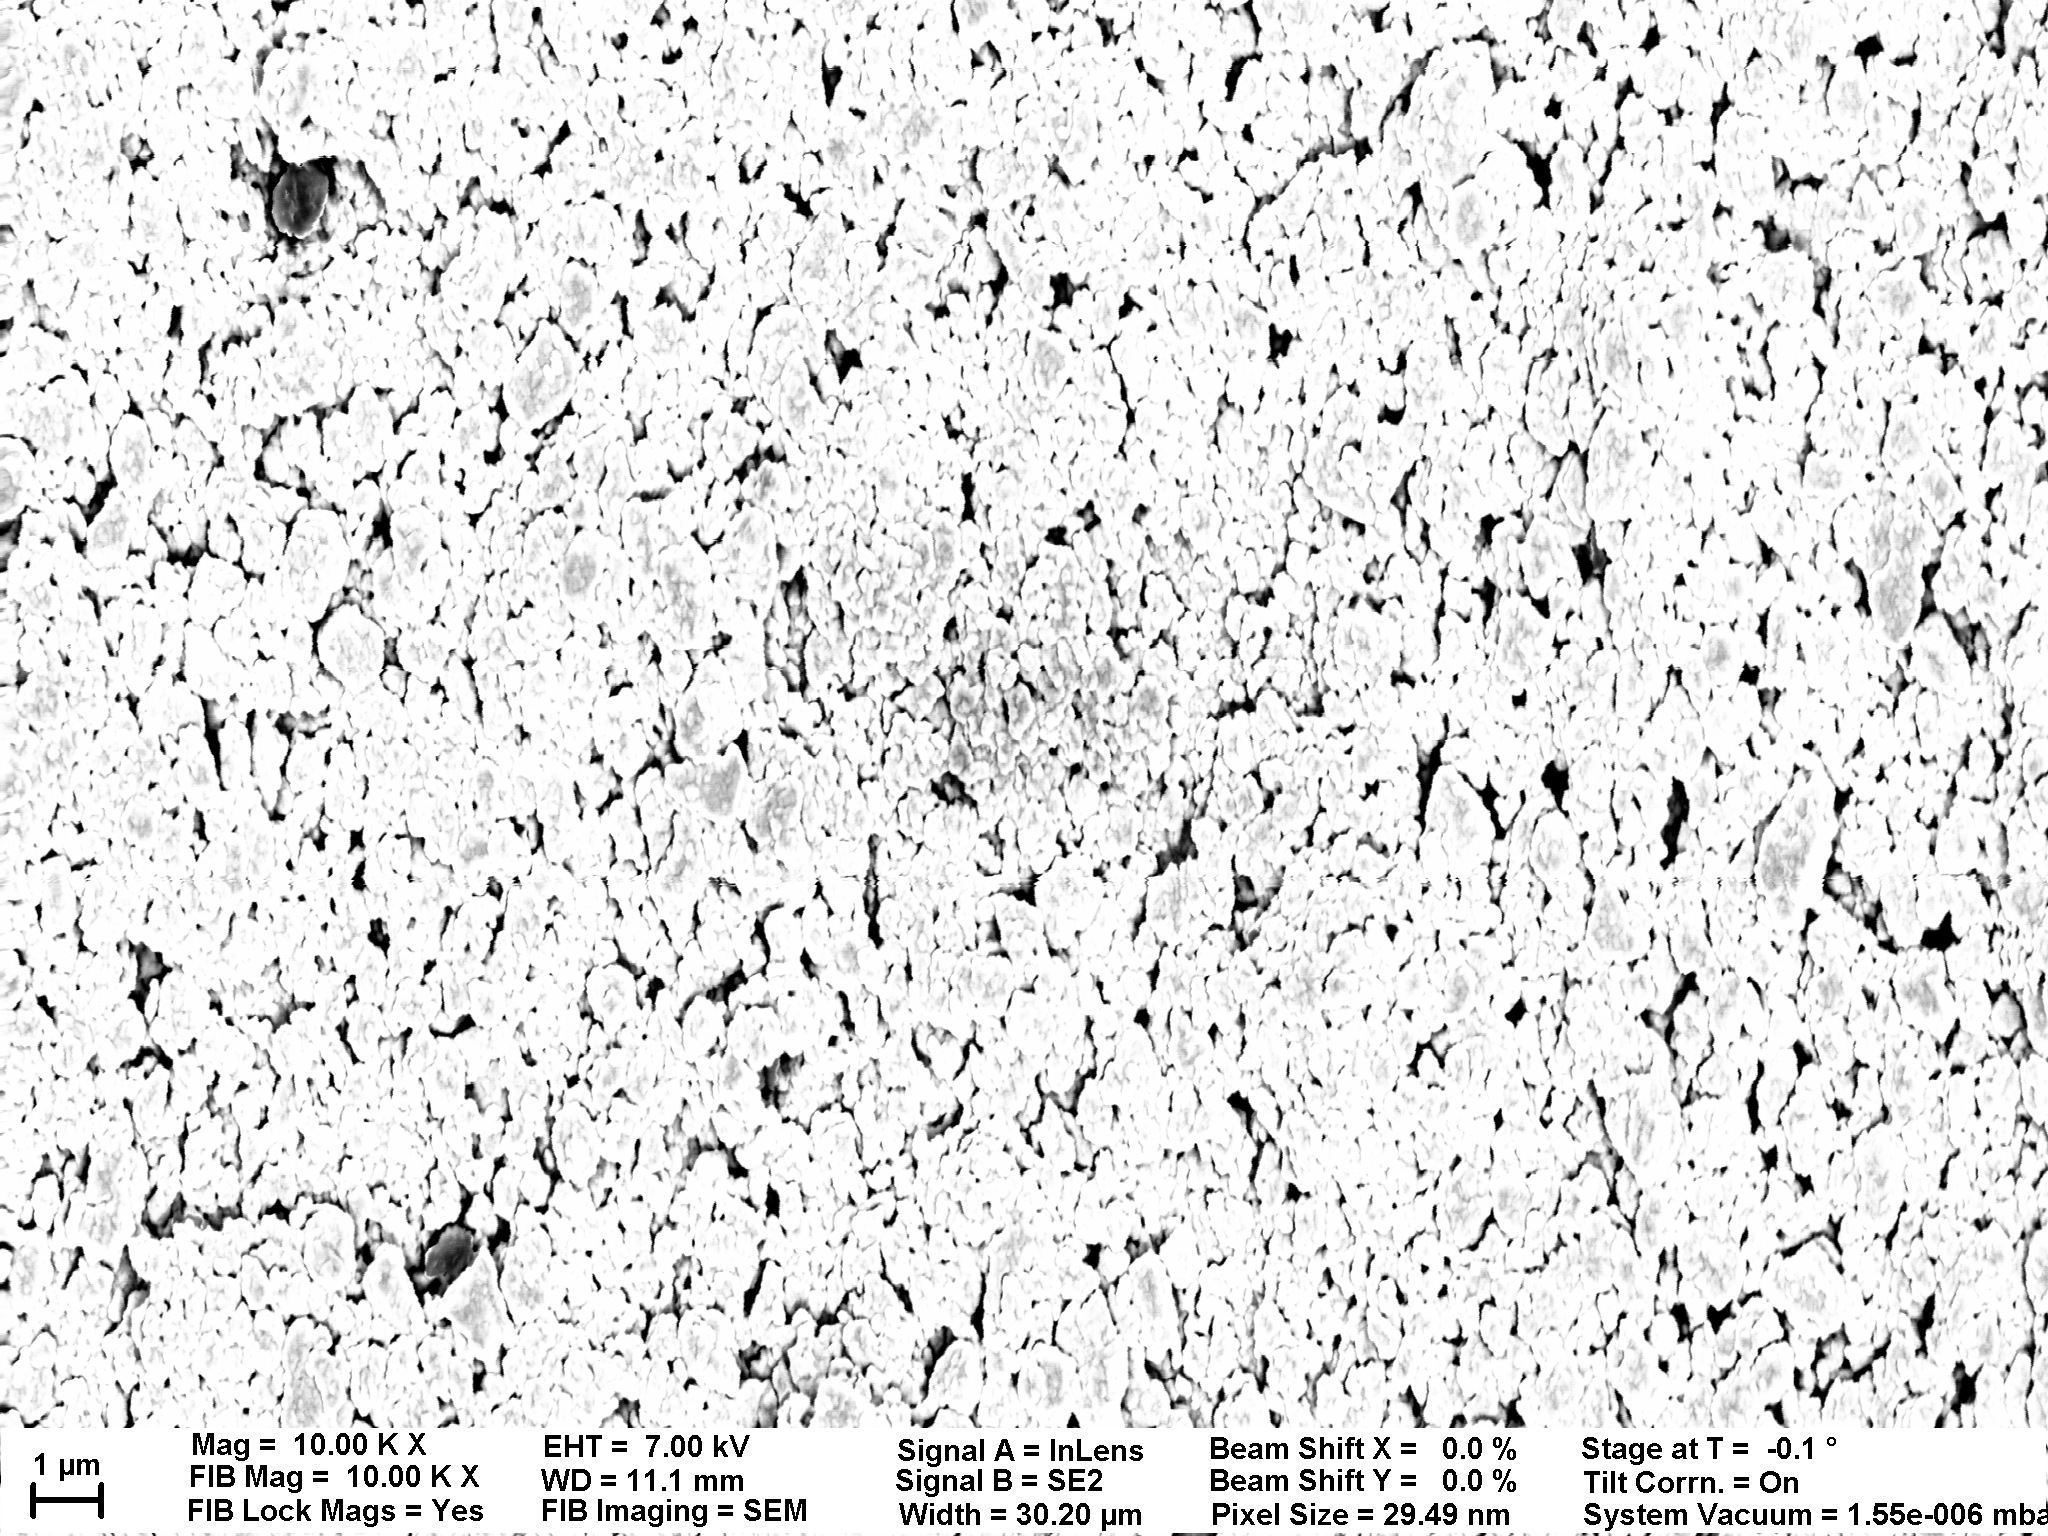 1 µm
Mag = 10.00 K X
FIB Mag = 10.00 K X
FIB Lock Mags = Yes
EHT = 7.00 kV
WD = 11.1 mm
FIB Imaging = SEM
Signal A = InLens
Signal B = SE2
Width = 30.20 µm
Beam Shift X = 0.0 %
Beam Shift Y = 0.0 %
Pixel Size = 29.49 nm
Stage at T = -0.1 °
Tilt Corrn. = On
System Vacuum = 1.55e-006 mba